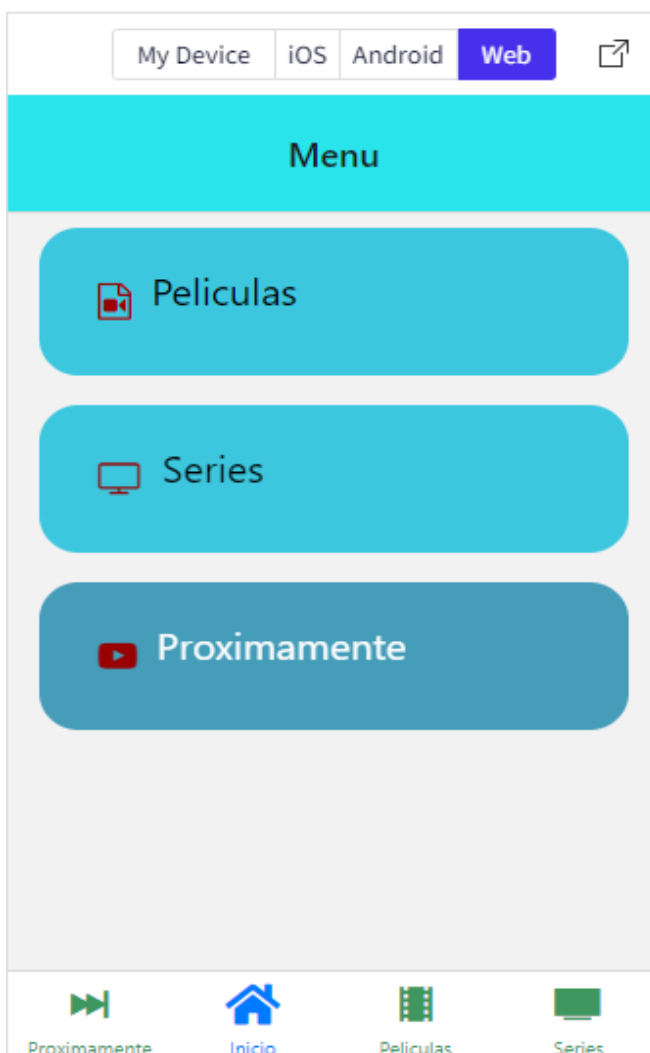 My Device iOS Android Web
Menu
Peliculas
Series
Proximamente
Proximamente Inicio Peliculas Series